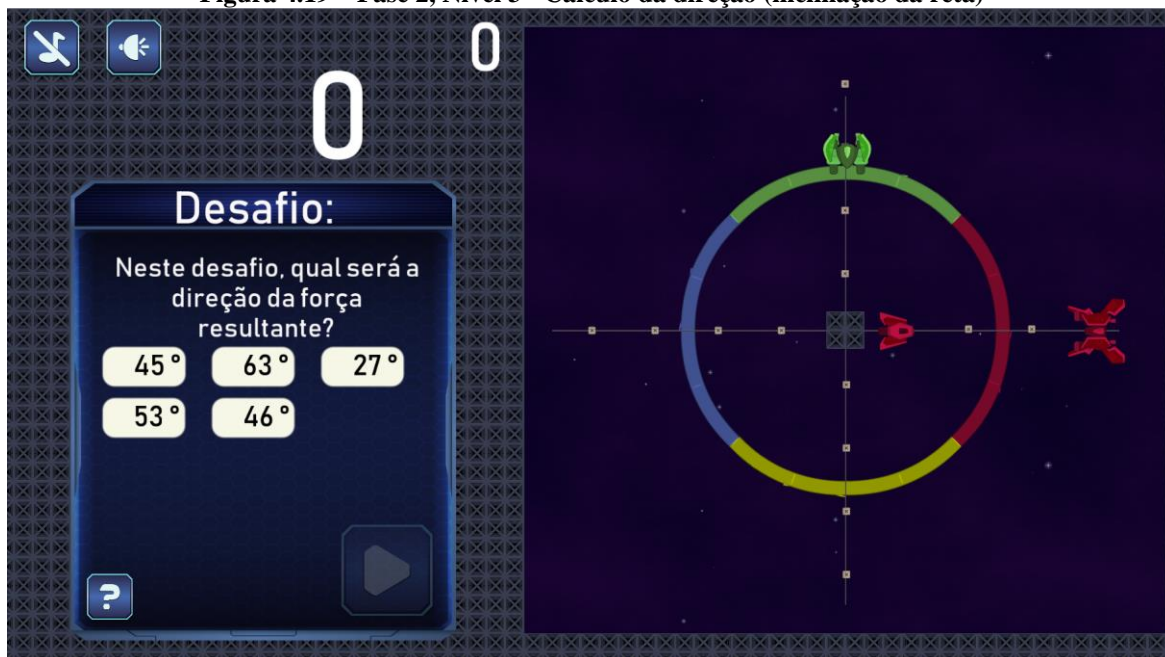 Figura 4.19 – Fase 2, Nível 3 - Cálculo da direção (inclinação da reta)
0
0
Desafio:
Neste desafio, qual será a
direção da força
resultante?
45 º 63 º 27 º
53 º 46 º
?